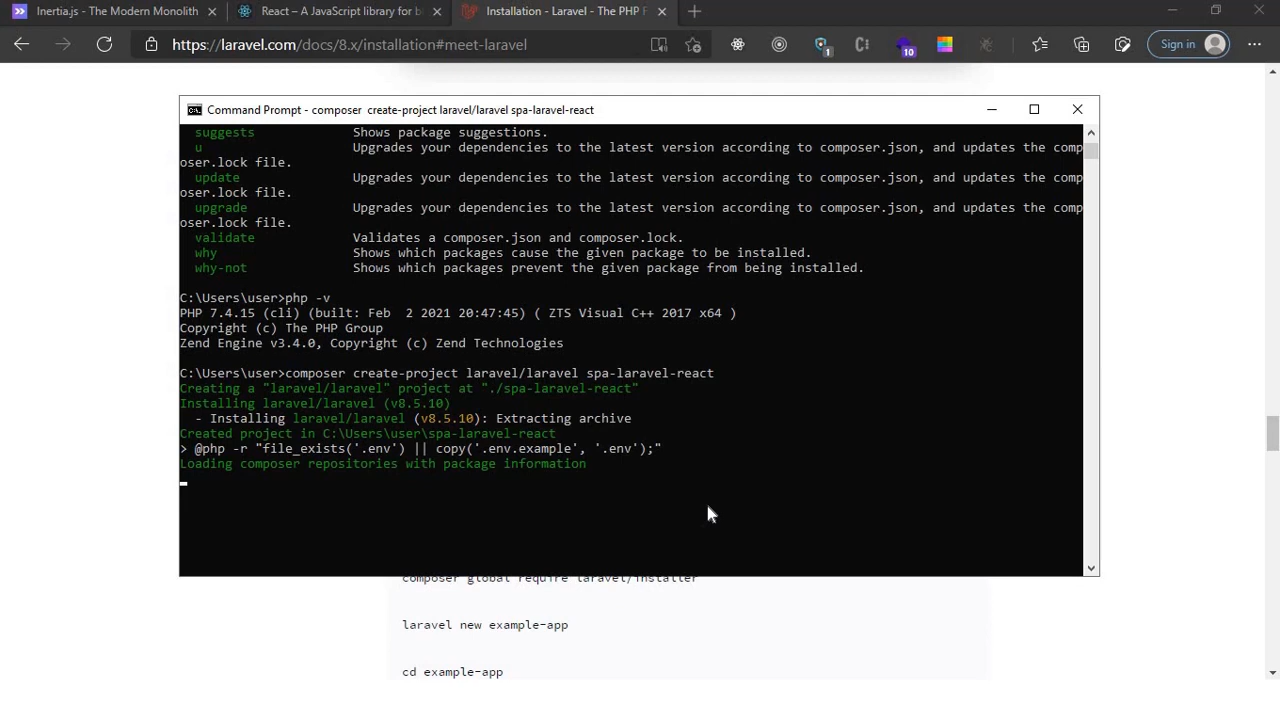 Inertia.js - The Modern Monolith
React – A JavaScript library for b
Installation - Laravel - The PHP F
https://laravel.com/docs/8.x/installation#meet-laravel
1
10
Sign in
Command Prompt - composer  create-project laravel/laravel spa-laravel-react
suggests Shows package suggestions.
u Upgrades your dependencies to the latest version according to composer.json, and updates the comp
oser.lock file.
update Upgrades your dependencies to the latest version according to composer.json, and updates the comp
oser.lock file.
upgrade Upgrades your dependencies to the latest version according to composer.json, and updates the comp
oser.lock file.
validate Validates a composer.json and composer.lock.
why Shows which packages cause the given package to be installed.
why-not Shows which packages prevent the given package from being installed.
C:\Users\user>php -v
PHP 7.4.15 (cli) (built: Feb  2 2021 20:47:45) ( ZTS Visual C++ 2017 x64 )
Copyright (c) The PHP Group
Zend Engine v3.4.0, Copyright (c) Zend Technologies
C:\Users\user>composer create-project laravel/laravel spa-laravel-react
Creating a "laravel/laravel" project at "./spa-laravel-react"
Installing laravel/laravel (v8.5.10)
- Installing laravel/laravel (v8.5.10): Extracting archive
Created project in C:\Users\user\spa-laravel-react
> @php -r "file_exists('.env') || copy('.env.example', '.env');"
Loading composer repositories with package information
composer global require laravel/installer
laravel new example-app
cd example-app